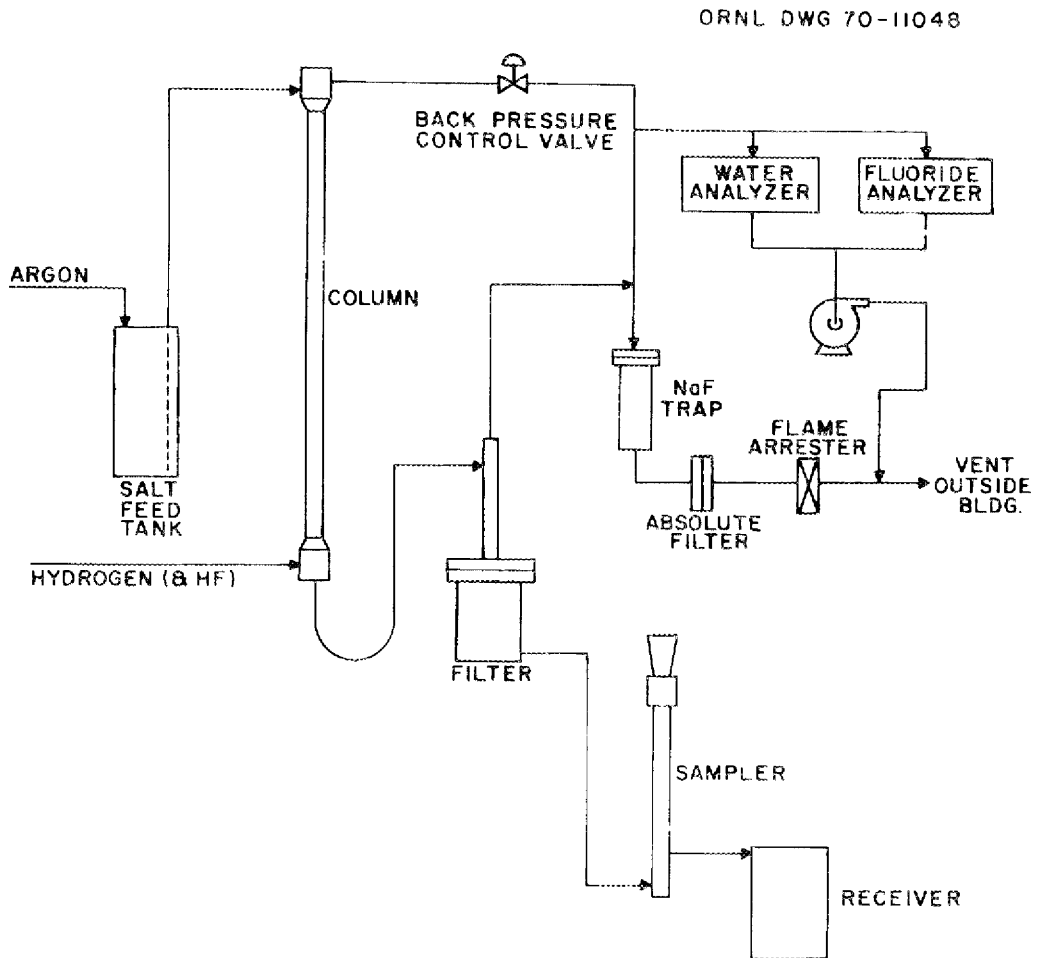 ORNL DWG 70-11048
BACK PRESSURE
CONTROL VALVE
WATER
ANALYZER
FLUORIDE
ANALYZER
ARGON
COLUMN
NaF
TRAP
FLAME
ARRESTER
VENT
OUTSIDE
BLDG.
SALT
FEED
TANK
ABSOLUTE
FILTER
HYDROGEN (& HF)
FILTER
SAMPLER
RECEIVER